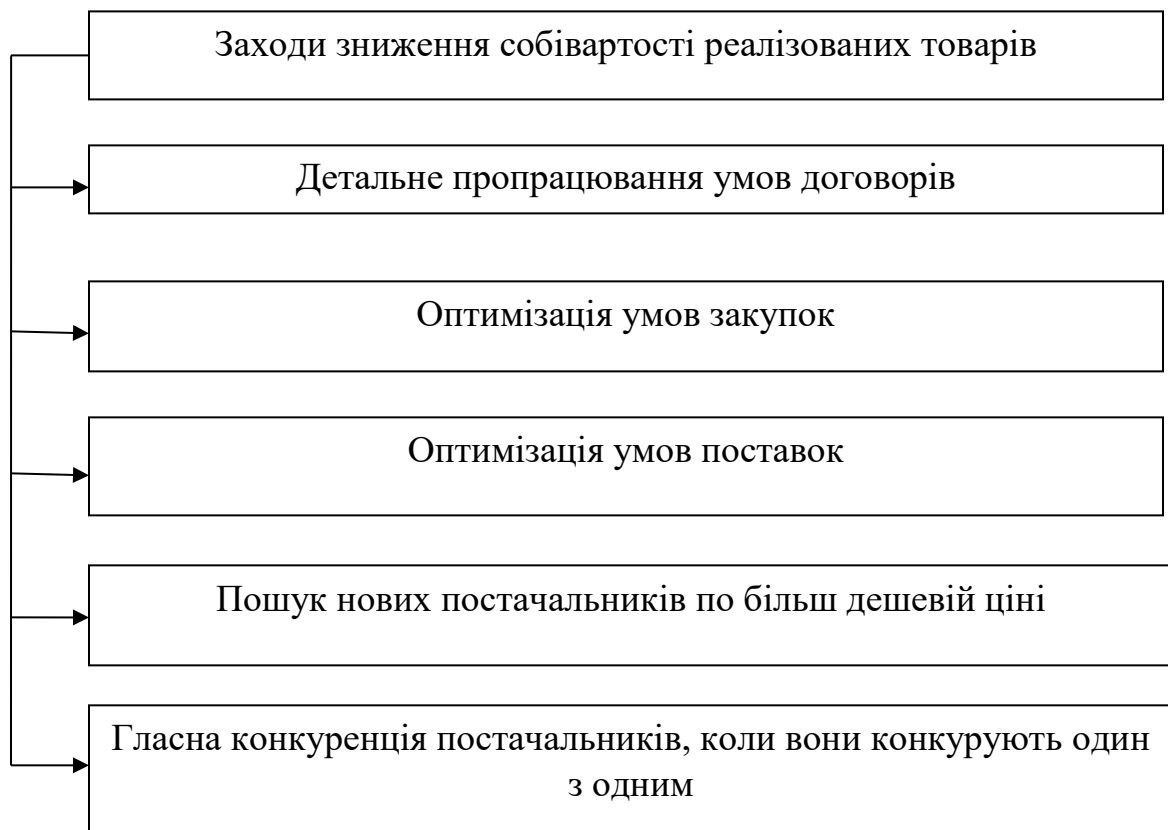 Заходи зниження собівартості реалізованих товарів
Детальне пропрацювання умов договорів
Оптимізація умов закупок
Оптимізація умов поставок
Пошук нових постачальників по більш дешевій ціні
Гласна конкуренція постачальників, коли вони конкурують один
з одним